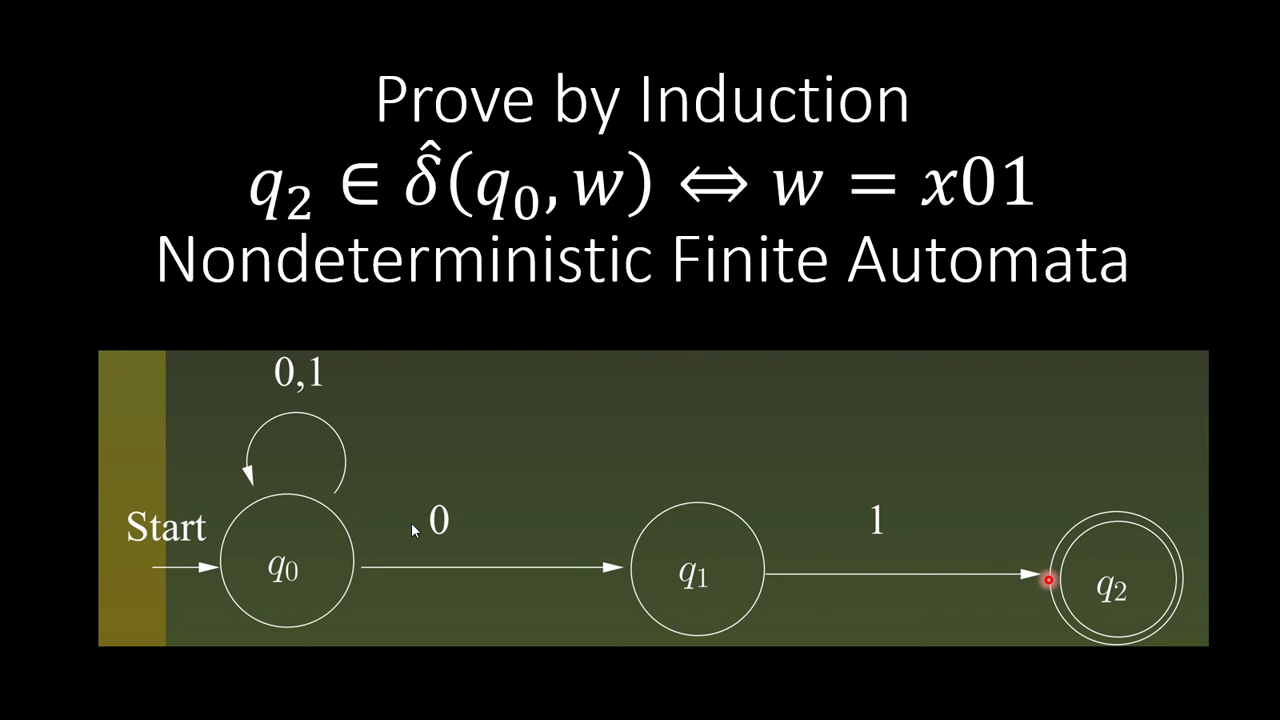 Prove by Induction
q₂ ∈ δ̂(q₀, w) ⇔ w = x01
Nondeterministic Finite Automata
0,1
Start
q₀
0
q₁
1
q₂